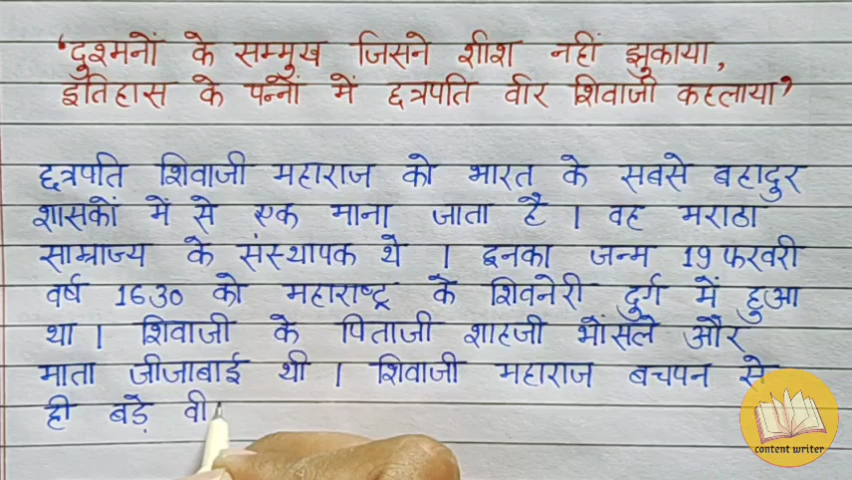 ‘दुश्मनों के सम्मुख जिसने शीश नहीं झुकाया,
इतिहास के पन्नों में छत्रपति वीर शिवाजी कहलाया’
छत्रपति शिवाजी महाराज को भारत के सबसे बहादुर
शासकों में से एक माना जाता है ।  वह मराठा
साम्राज्य के संस्थापक थे । इनका जन्म 19 फरवरी
वर्ष 1630 को महाराष्ट्र के शिवनेरी दुर्ग में हुआ
था । शिवाजी के पिताजी शाहजी भोंसले और
माता जीजाबाई थी । शिवाजी महाराज बचपन से
ही बड़े वी
content writer